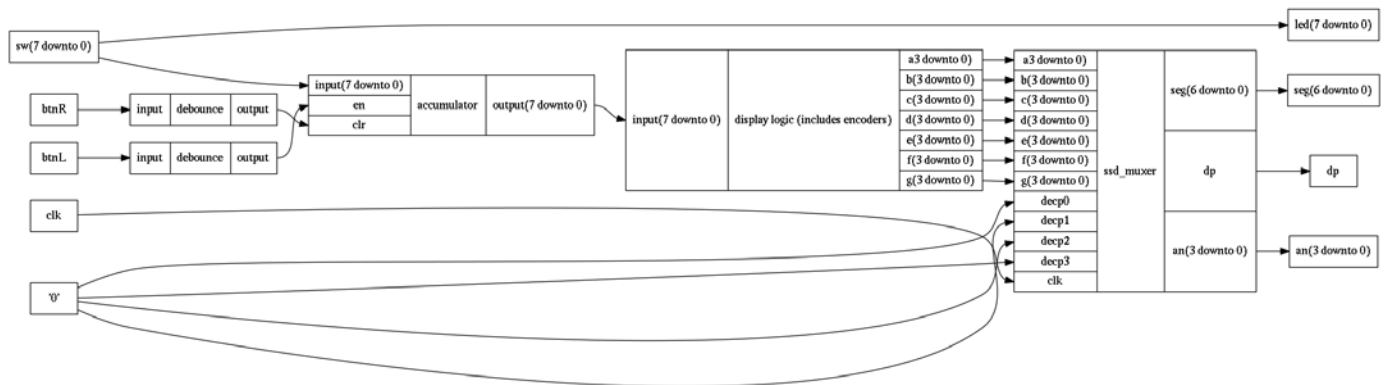 sw(7 downto 0)
led(7 downto 0)
btnR
input
debounce
output
btnL
input
debounce
output
clk
'0'
input(7 downto 0)
en
clr
accumulator
output(7 downto 0)
input(7 downto 0)
display logic (includes encoders)
a3 downto 0)
b(3 downto 0)
c(3 downto 0)
d(3 downto 0)
e(3 downto 0)
f(3 downto 0)
g(3 downto 0)
a3 downto 0)
b(3 downto 0)
c(3 downto 0)
d(3 downto 0)
e(3 downto 0)
f(3 downto 0)
g(3 downto 0)
decp0
decp1
decp2
decp3
clk
ssd_muxer
seg(6 downto 0)
dp
an(3 downto 0)
seg(6 downto 0)
dp
an(3 downto 0)